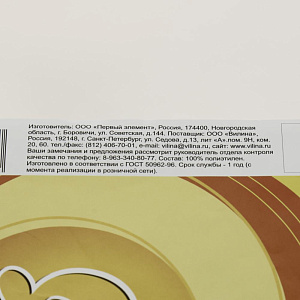 Изготовитель: ООО «Первый элемент», Россия, 174400, Новгородская
область, г. Боровичи, ул. Советская, д.144. Поставщик: ООО «Вилина»,
Россия, 192148, г. Санкт-Петербург, ул. Седова, д.13, лит «А» пом. 9Н, ком.
20, 60. тел./факс: (812) 406-70-01, e-mail: vilina@vilina.ru, сайт: www.vilina.ru
Ваши замечания и предложения рассмотрит руководитель отдела контроля
качества по телефону: 8-963-340-80-77. Состав: 100% полиэтилен.
Изготовлено в соответствии с ГОСТ 50962-96. Срок службы - 1 год (с
момента реализации в розничной сети).